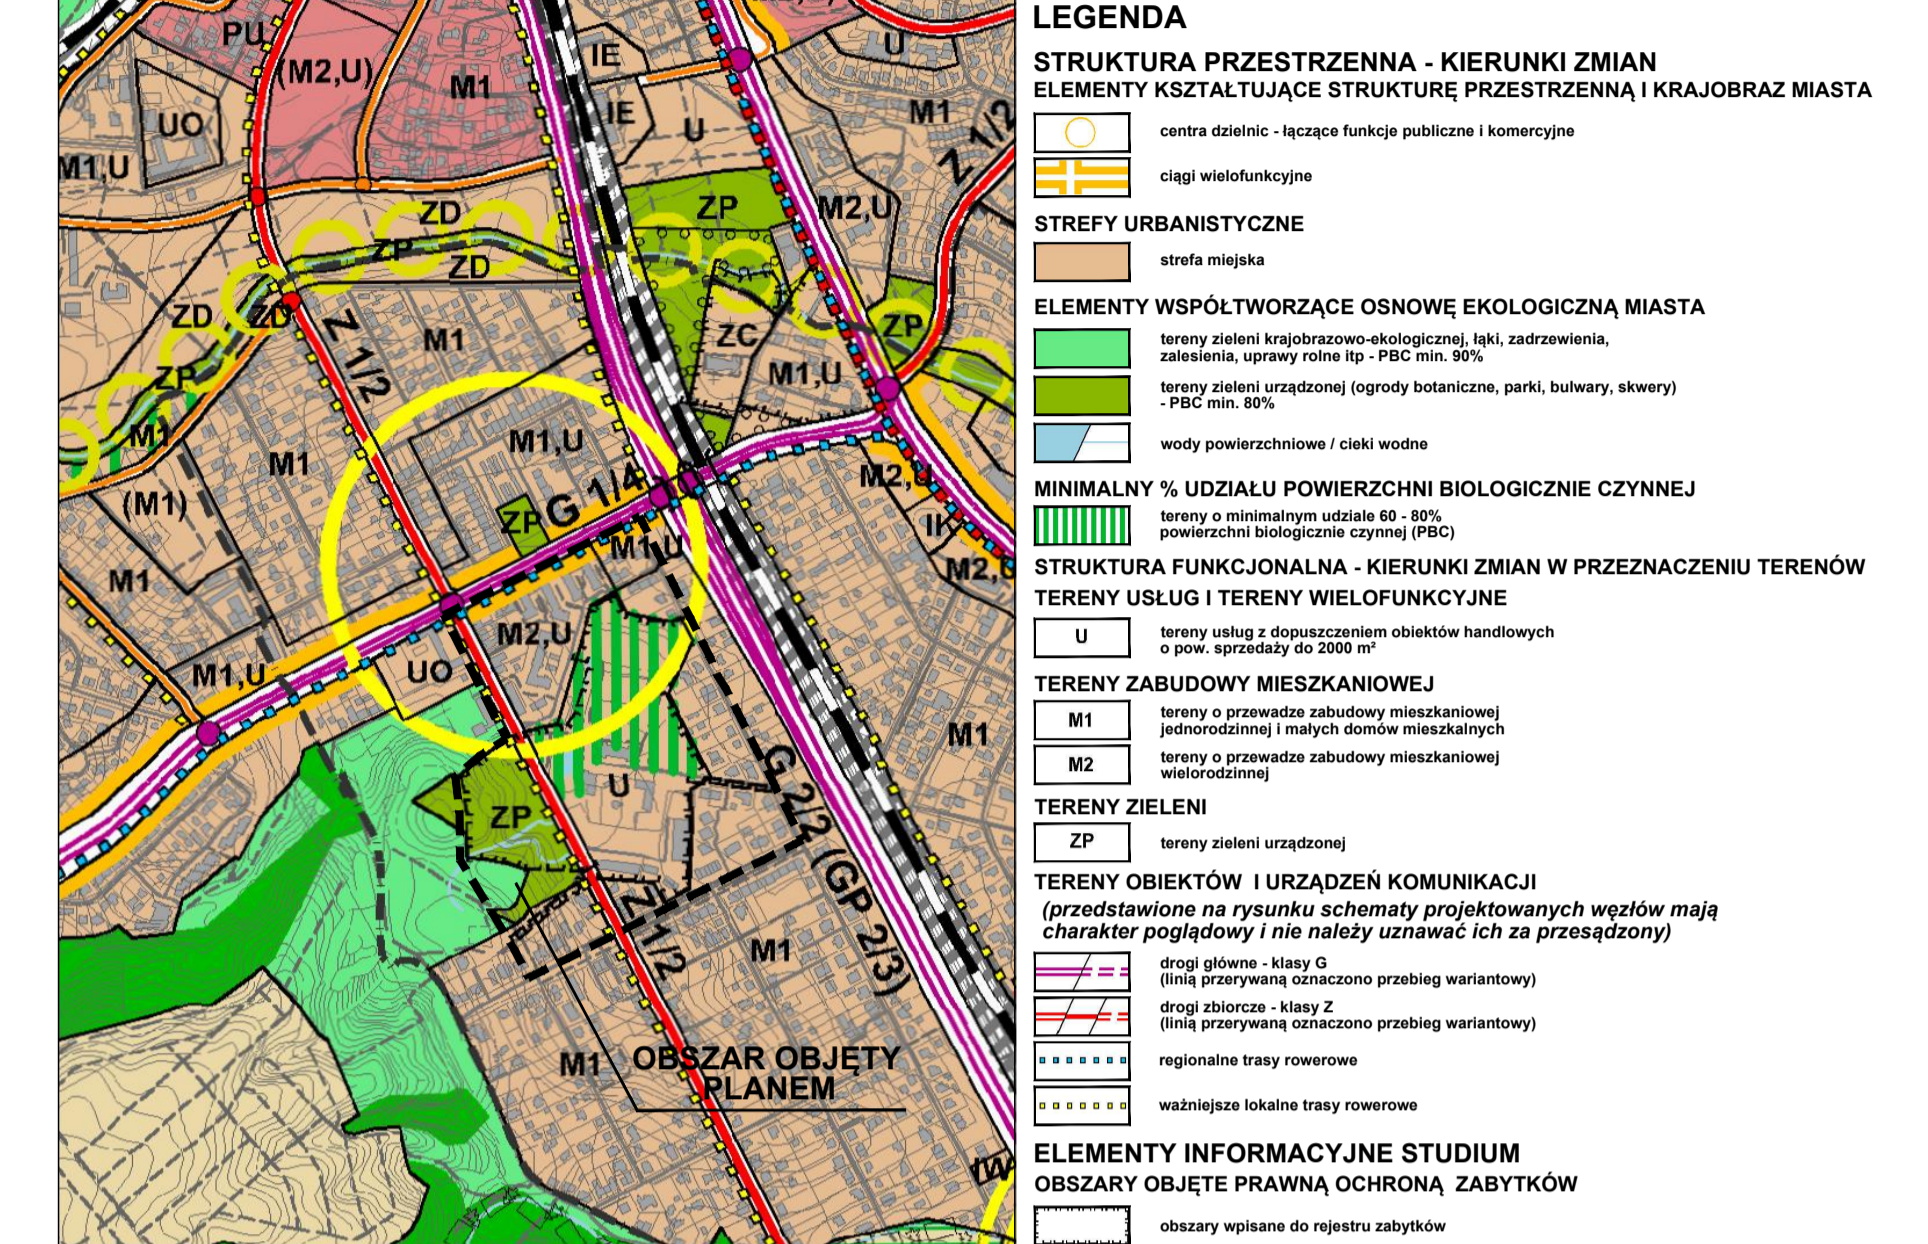 PU
(M2,U)
M1
IE
U
UO
IE
U
M1
Z 1/2
M1,U
ZD
ZP
M2,U
ZP
ZD
ZD
ZD
Z 1/2
M1
ZC
ZP
M1,U
ZP
M1
M1,U
M1
(M1)
G 1/4
ZP
M2,U
IK
M1,U
M2,U
M1
M2,U
M1,U
UO
M1
G 2/2 (GP 2/3)
U
ZP
Z 1/2
M1
M1
OBSZAR OBJĘTY
PLANEM
IW
LEGENDA
STRUKTURA PRZESTRZENNA - KIERUNKI ZMIAN
ELEMENTY KSZTAŁTUJĄCE STRUKTURĘ PRZESTRZENNĄ I KRAJOBRAZ MIASTA
centra dzielnic - łączące funkcje publiczne i komercyjne
ciągi wielofunkcyjne
STREFY URBANISTYCZNE
strefa miejska
ELEMENTY WSPÓŁTWORZĄCE OSNOWĘ EKOLOGICZNĄ MIASTA
tereny zieleni krajobrazowo-ekologicznej, łąki, zadrzewienia,
zalesienia, uprawy rolne itp - PBC min. 90%
tereny zieleni urządzonej (ogrody botaniczne, parki, bulwary, skwery)
- PBC min. 80%
wody powierzchniowe / cieki wodne
MINIMALNY % UDZIAŁU POWIERZCHNI BIOLOGICZNIE CZYNNEJ
tereny o minimalnym udziale 60 - 80%
powierzchni biologicznie czynnej (PBC)
STRUKTURA FUNKCJONALNA - KIERUNKI ZMIAN W PRZEZNACZENIU TERENÓW
TERENY USŁUG I TERENY WIELOFUNKCYJNE
U
tereny usług z dopuszczeniem obiektów handlowych
o pow. sprzedaży do 2000 m²
TERENY ZABUDOWY MIESZKANIOWEJ
M1
tereny o przewadze zabudowy mieszkaniowej
jednorodzinnej i małych domów mieszkalnych
M2
tereny o przewadze zabudowy mieszkaniowej
wielorodzinnej
TERENY ZIELENI
ZP
tereny zieleni urządzonej
TERENY OBIEKTÓW I URZĄDZEŃ KOMUNIKACJI
(przedstawione na rysunku schematy projektowanych węzłów mają
charakter poglądowy i nie należy uznawać ich za przesądzony)
drogi główne - klasy G
(linią przerywaną oznaczono przebieg wariantowy)
drogi zbiorcze - klasy Z
(linią przerywaną oznaczono przebieg wariantowy)
regionalne trasy rowerowe
ważniejsze lokalne trasy rowerowe
ELEMENTY INFORMACYJNE STUDIUM
OBSZARY OBJĘTE PRAWNĄ OCHRONĄ ZABYTKÓW
obszary wpisane do rejestru zabytków